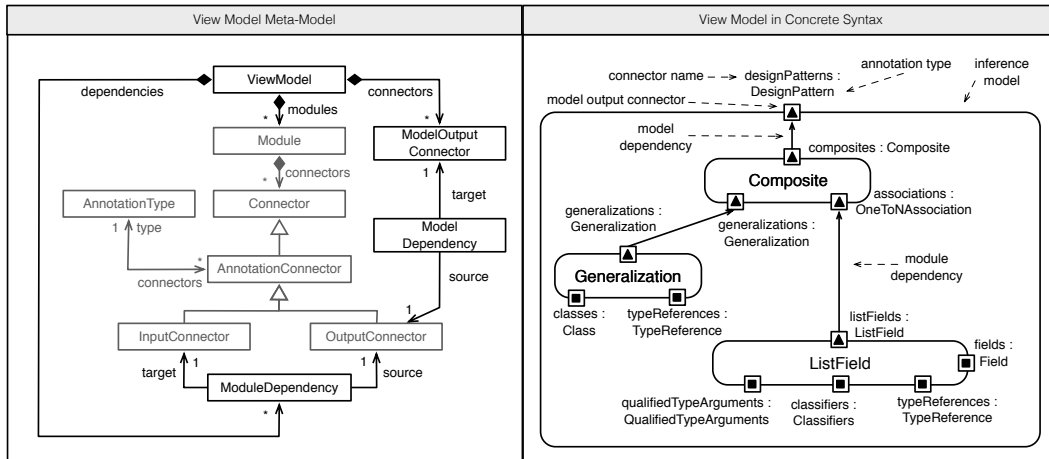 View Model Meta-Model
ViewModel
dependencies
connectors
modules
*
*
Module
ModelOutput
Connector
connectors
*
1
AnnotationType
Connector
target
1
type
Model
Dependency
*
AnnotationConnector
connectors
source
1
InputConnector
OutputConnector
1
1
target
source
ModuleDependency
*
View Model in Concrete Syntax
connector name
designPatterns :
DesignPattern
annotation type
inference
model
model output connector
model
dependency
composites : Composite
Composite
associations :
OneToNAssociation
generalizations :
Generalization
generalizations :
Generalization
Generalization
module
dependency
classes :
Class
typeReferences :
TypeReference
listFields :
ListField
fields :
Field
ListField
qualifiedTypeArguments :
QualifiedTypeArguments
classifiers :
Classifiers
typeReferences :
TypeReference